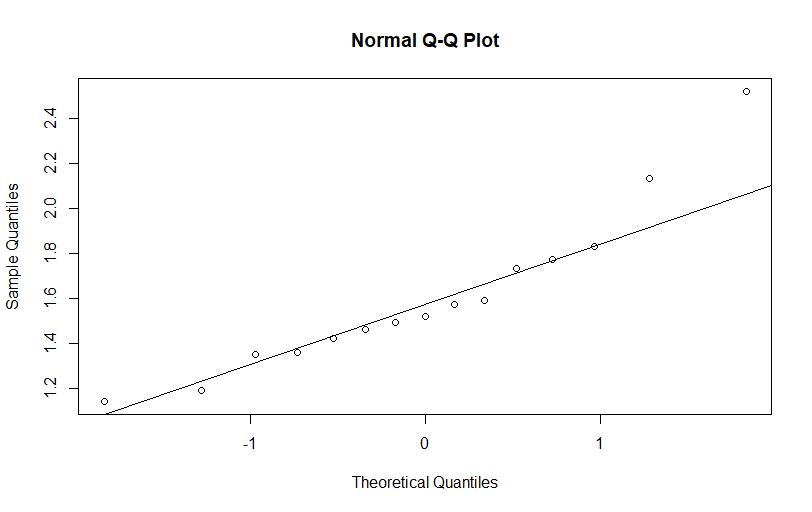 Normal Q-Q Plot
2.4
2.2
2.0
1.8
1.6
1.4
1.2
Sample Quantiles
-1 0 1
Theoretical Quantiles